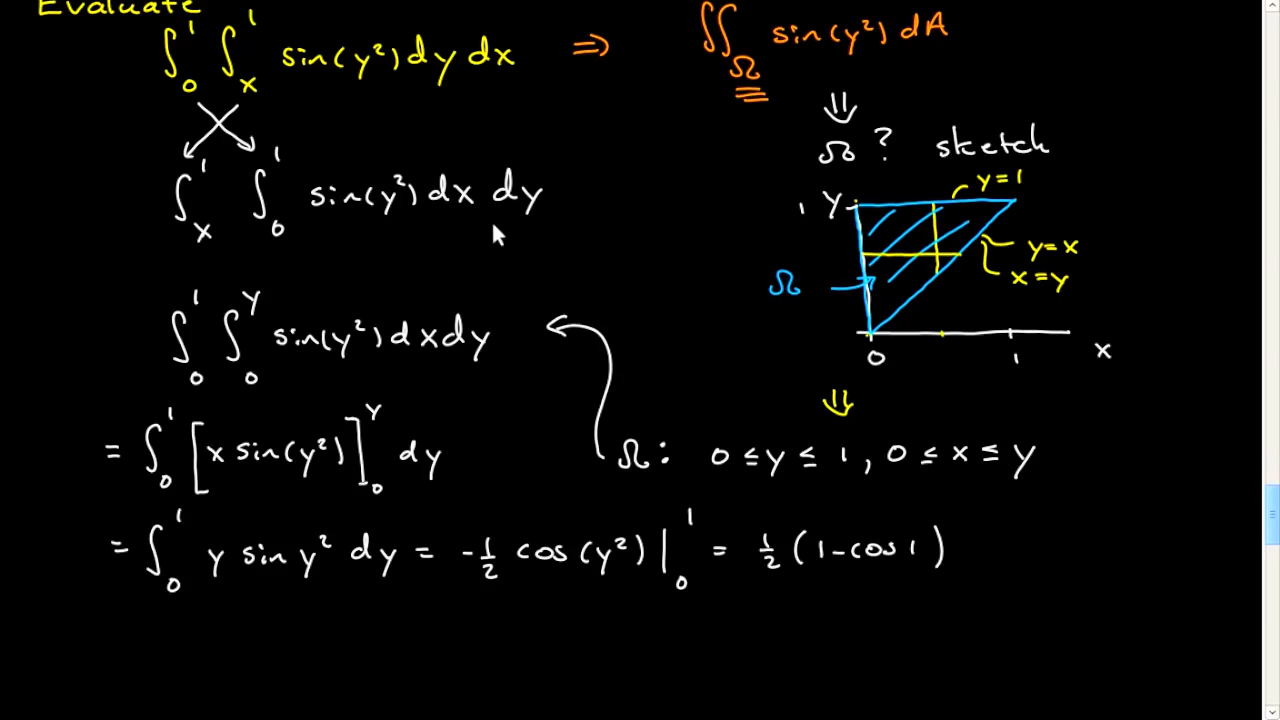 Evaluate
∫₀¹ ∫ₓ¹ sin(y²) dy dx ⇒ ∬_Ω sin(y²) dA
⇓
Ω ? sketch
∫ₓ¹ ∫₀¹ sin(y²) dx dy
y=1
1 y
y=x
x=y
Ω
0 1 x
∫₀¹ ∫₀^y sin(y²) dx dy
⇓
Ω: 0 ≤ y ≤ 1, 0 ≤ x ≤ y
= ∫₀¹ [x sin(y²)]₀^y dy
= ∫₀¹ y sin y² dy = -½ cos(y²) |₀¹ = ½ (1-cos 1)